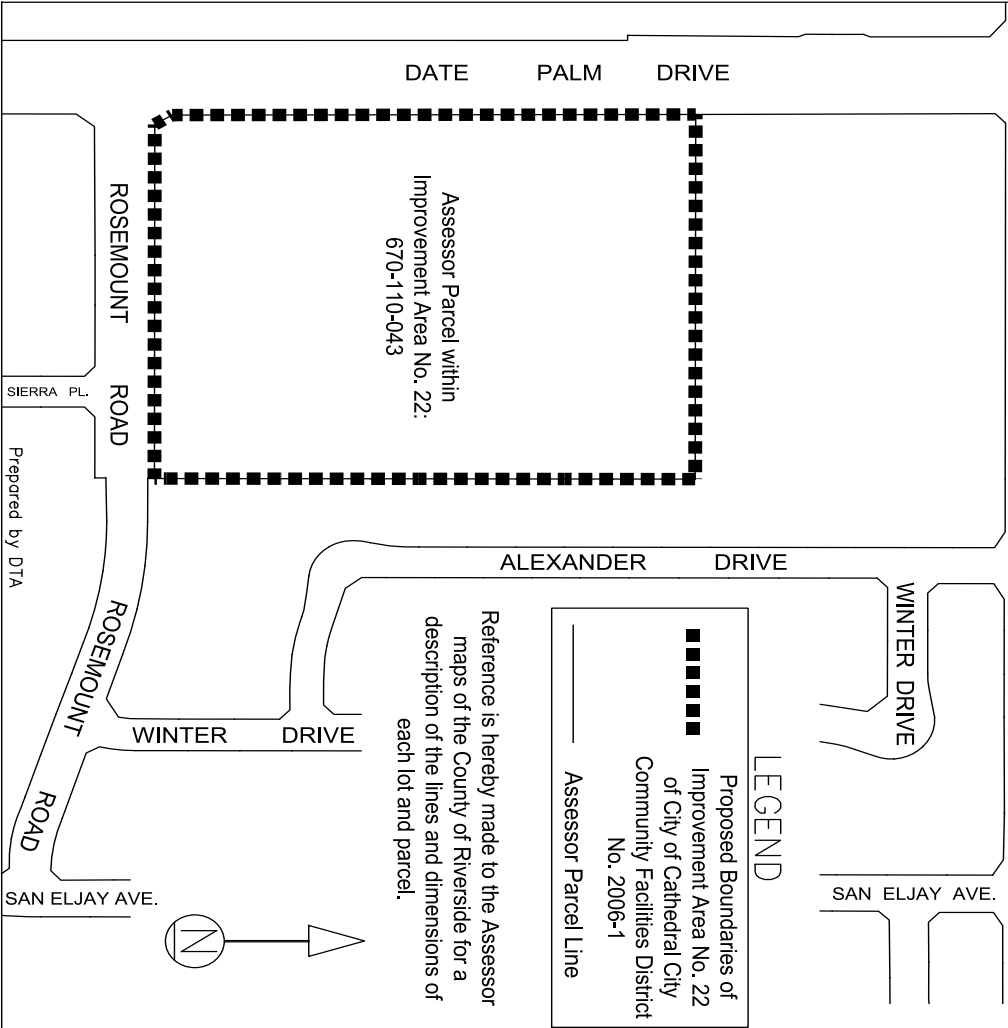 DATE PALM DRIVE
Assessor Parcel within
Improvement Area No. 22:
670-110-043
ROSEMOUNT ROAD
SIERRA PL.
Prepared by DTA
ALEXANDER DRIVE
WINTER DRIVE
ROSEMOUNT ROAD
WINTER DRIVE
SAN ELJAY AVE.
SAN ELJAY AVE.
LEGEND
Proposed Boundaries of
Improvement Area No. 22
of City of Cathedral City
Community Facilities District
No. 2006-1
Assessor Parcel Line
Reference is hereby made to the Assessor
maps of the County of Riverside for a
description of the lines and dimensions of
each lot and parcel.
N